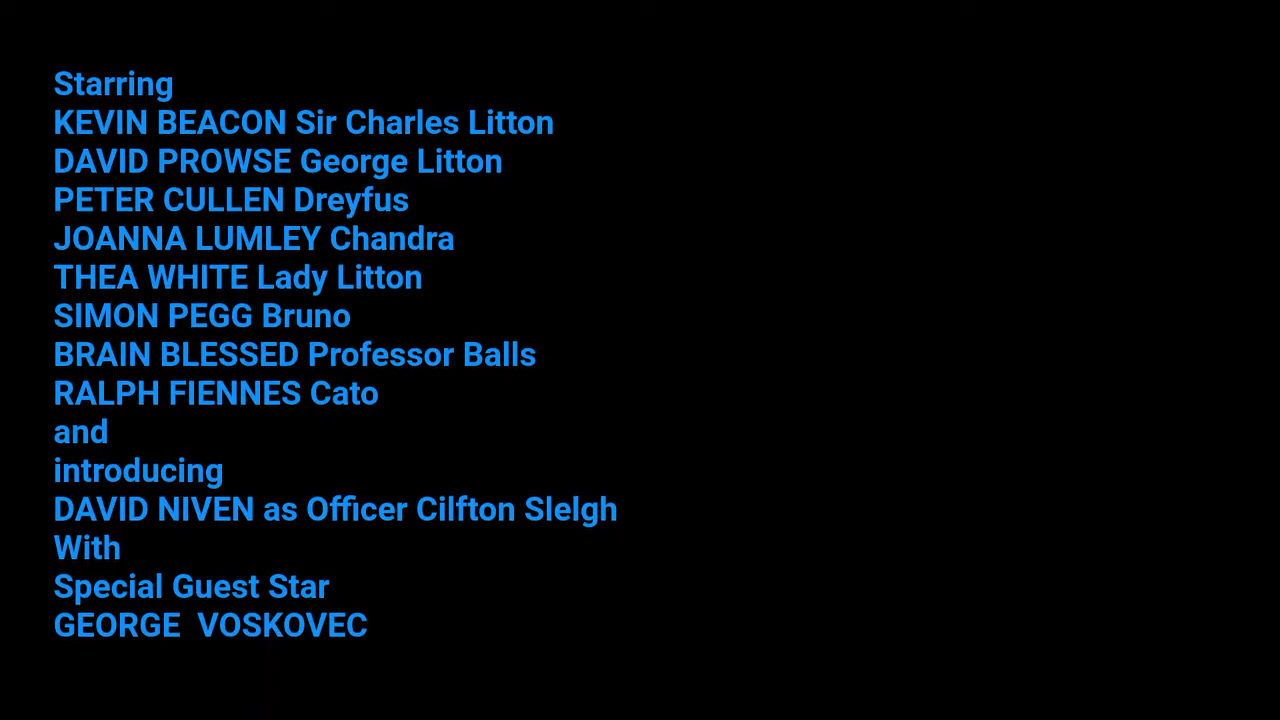 Starring
KEVIN BEACON Sir Charles Litton
DAVID PROWSE George Litton
PETER CULLEN Dreyfus
JOANNA LUMLEY Chandra
THEA WHITE Lady Litton
SIMON PEGG Bruno
BRAIN BLESSED Professor Balls
RALPH FIENNES Cato
and
introducing
DAVID NIVEN as Officer Cilfton Slelgh
With
Special Guest Star
GEORGE  VOSKOVEC